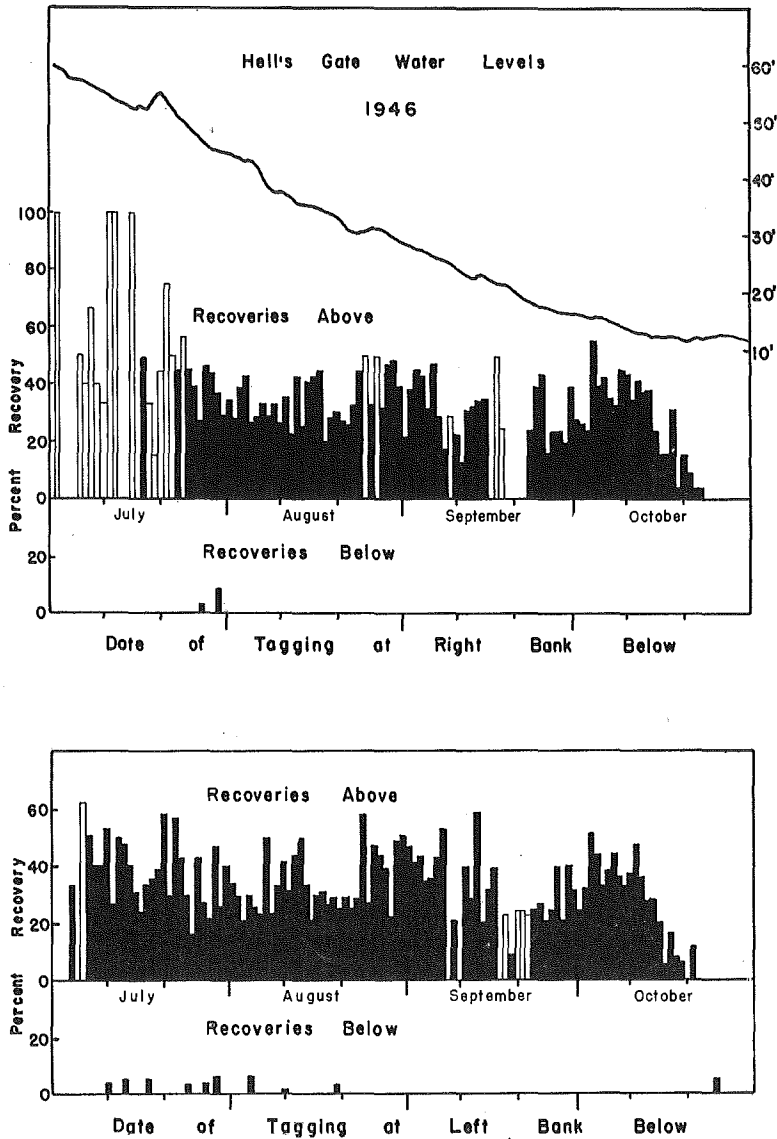 Hell's Gate Water Levels
1946
60'
50'
40'
30'
20'
10'
100
80
60
40
20
0
Percent Recovery
Recoveries Above
July August September October
Recoveries Below
20
0
Date of Tagging at Right Bank Below
Recoveries Above
60
40
20
0
Percent Recovery
July August September October
Recoveries Below
20
0
Date of Tagging at Left Bank Below